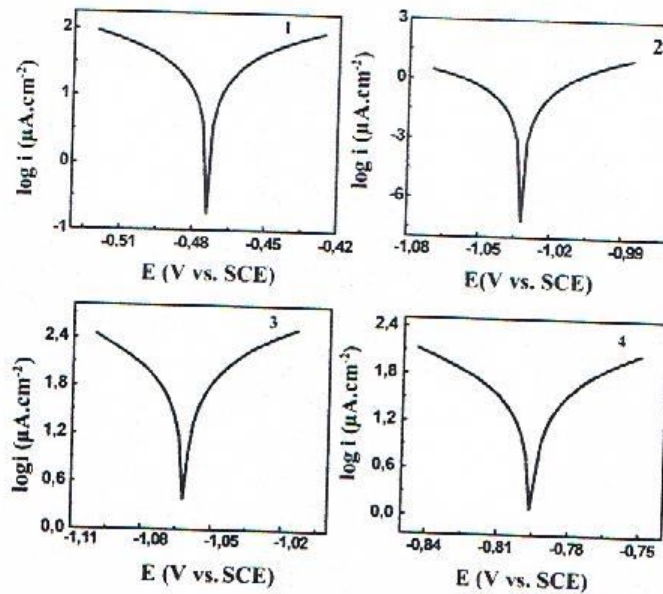 2
1
0
-1
log i (µA.cm-2)
1
-0.51 -0.48 -0.45 -0.42
E (V vs. SCE)
3
0
-3
-6
log i (µA.cm-2)
2
-1.08 -1.05 -1.02 -0.99
E(V vs. SCE)
2,4
1,8
1,2
0,6
0,0
logi (µA.cm-2)
3
-1,11 -1,08 -1,05 -1,02
E (V vs. SCE)
2,4
1,8
1,2
0,6
0,0
log i (µA.cm-2)
4
-0,84 -0,81 -0,78 -0,75
E (V vs. SCE)